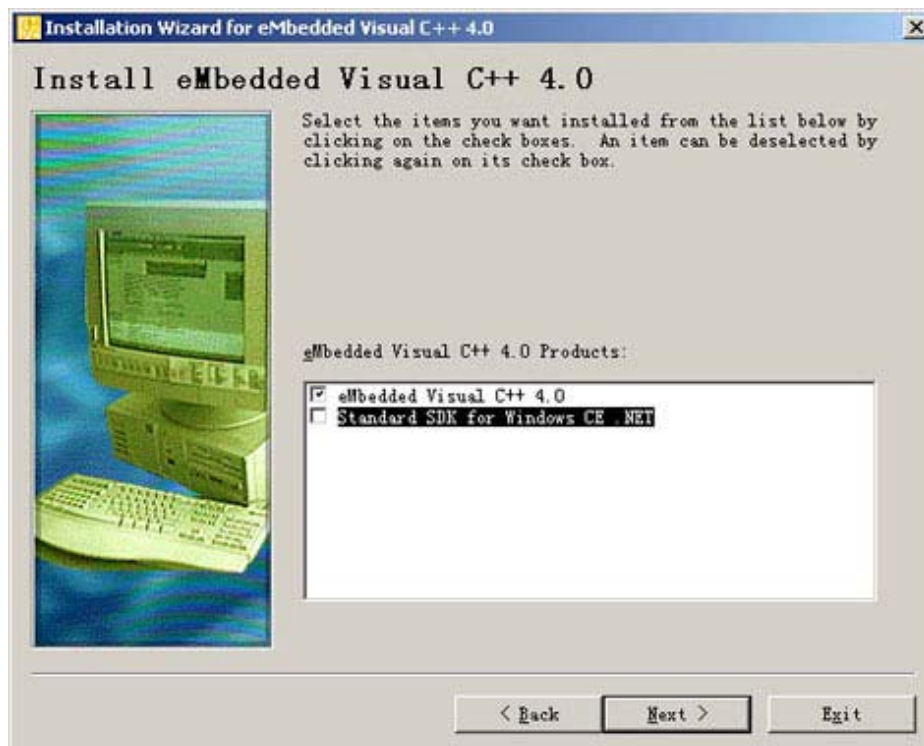 Installation Wizard for eMbedded Visual C++ 4.0
Install eMbedded Visual C++ 4.0
Select the items you want installed from the list below by
clicking on the check boxes. An item can be deselected by
clicking again on its check box.
eMbedded Visual C++ 4.0 Products:
eMbedded Visual C++ 4.0
Standard SDK for Windows CE .NET
< Back
Next >
Exit